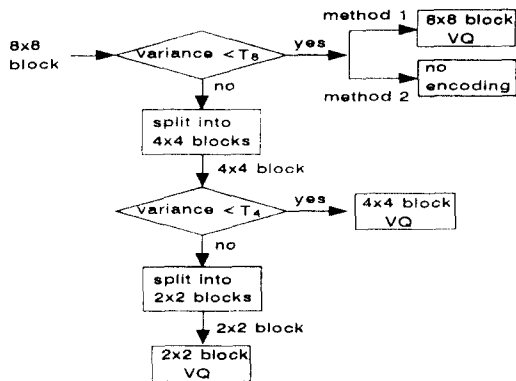 method 1
8x8 block
VQ
8x8
block
variance < T8
yes
no
encoding
method 2
no
split into
4x4 blocks
4x4 block
variance < T4
yes
4x4 block
VQ
no
split into
2x2 blocks
2x2 block
2x2 block
VQ